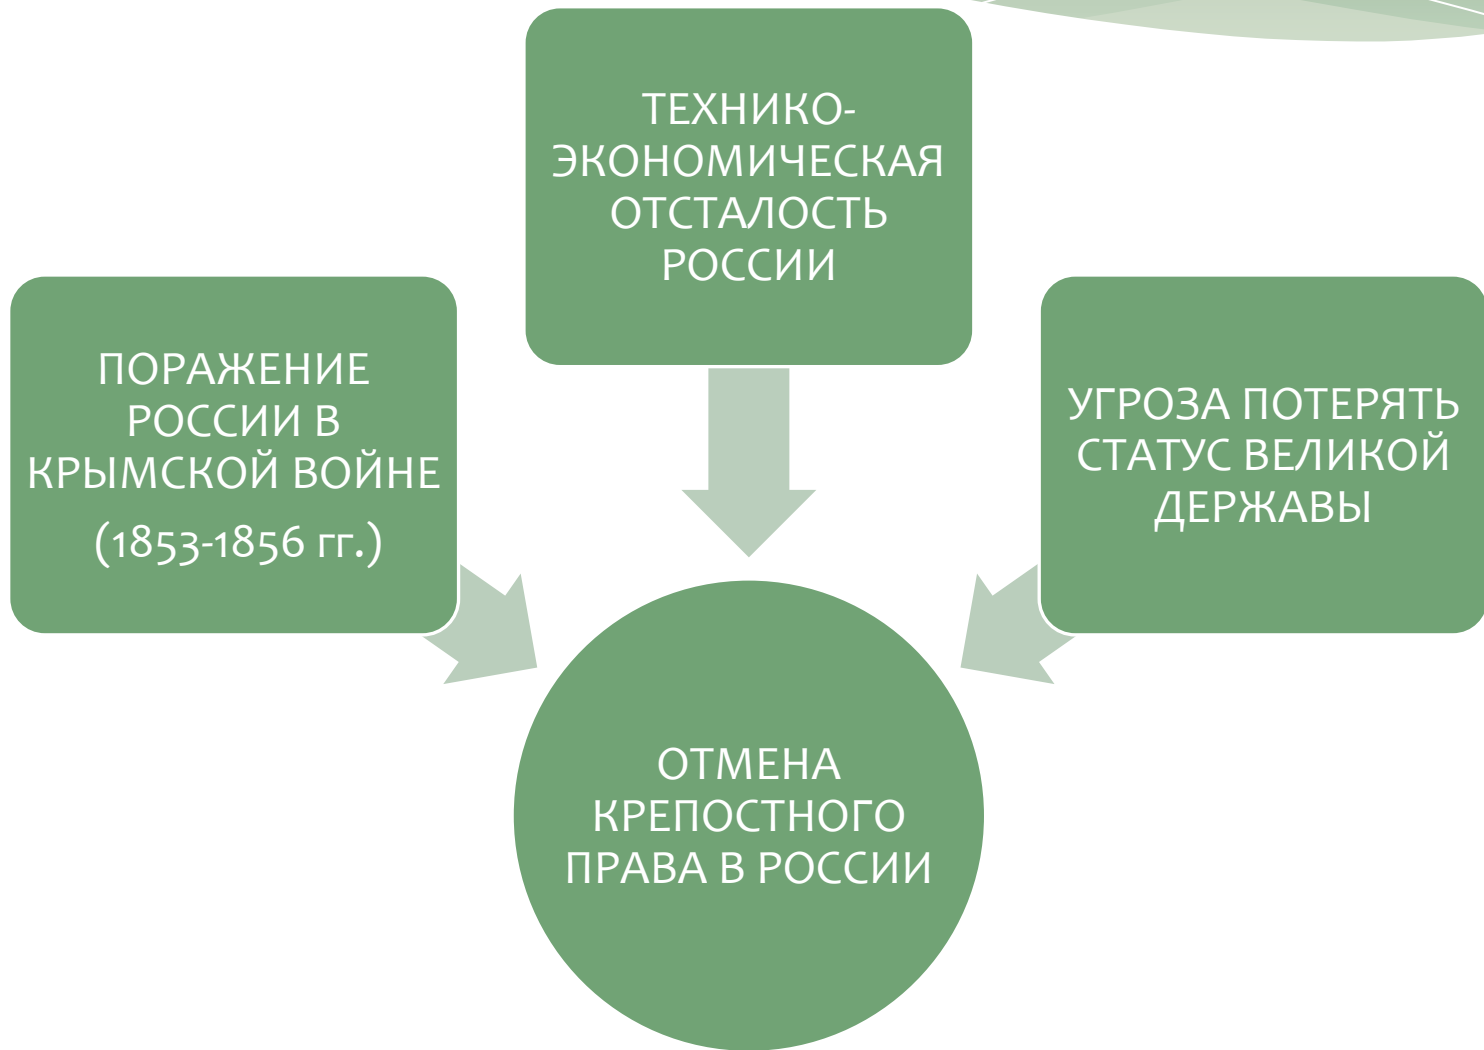 ТЕХНИКО-
ЭКОНОМИЧЕСКАЯ
ОТСТАЛОСТЬ
РОССИИ
ПОРАЖЕНИЕ
РОССИИ В
КРЫМСКОЙ ВОЙНЕ
(1853-1856 гг.)
УГРОЗА ПОТЕРЯТЬ
СТАТУС ВЕЛИКОЙ
ДЕРЖАВЫ
ОТМЕНА
КРЕПОСТНОГО
ПРАВА В РОССИИ